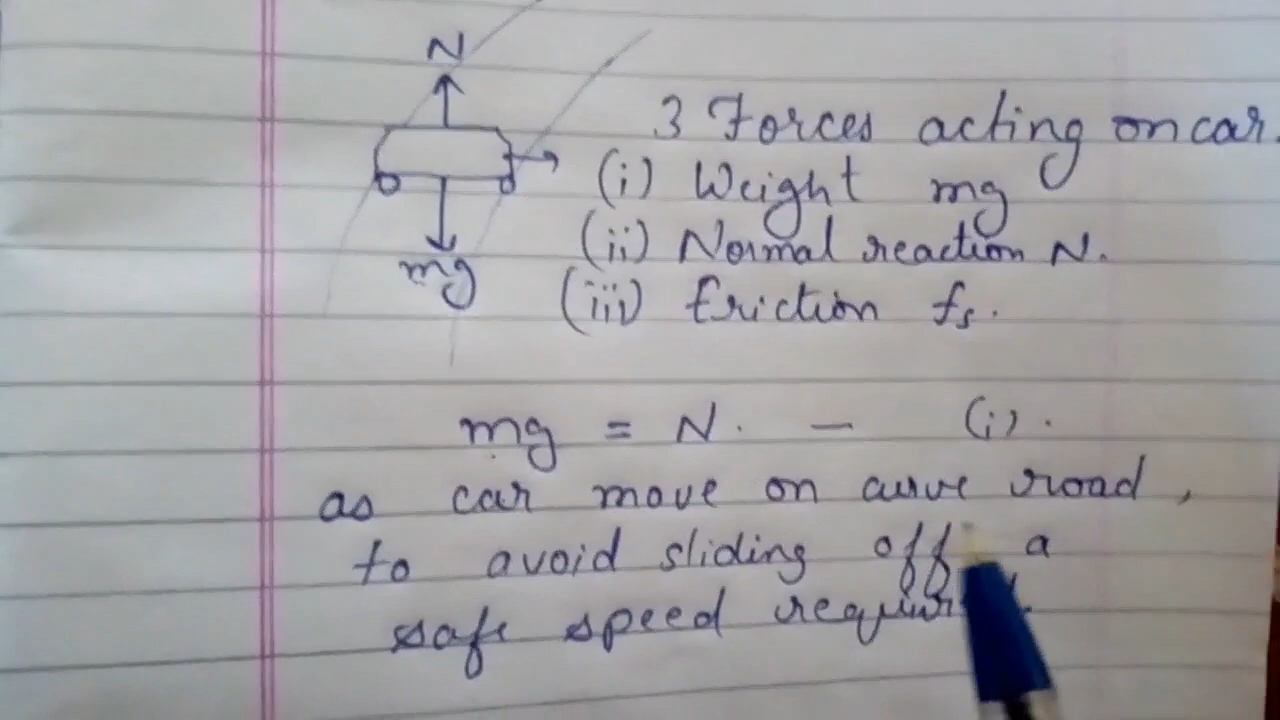 N
3 Forces acting on car.
(i) Weight mg
(ii) Normal reaction N.
mg
(iii) friction fs.
mg = N. — (i).
as car move on curve road,
to avoid sliding off a
safe speed